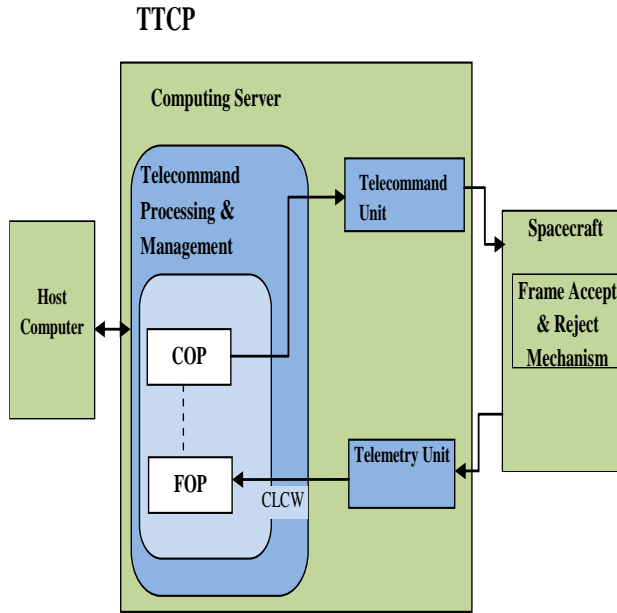 TTCP
Computing Server
Telecommand
Processing &
Management
Telecommand
Unit
Spacecraft
Frame Accept
& Reject
Mechanism
Host
Computer
COP
FOP
CLCW
Telemetry Unit